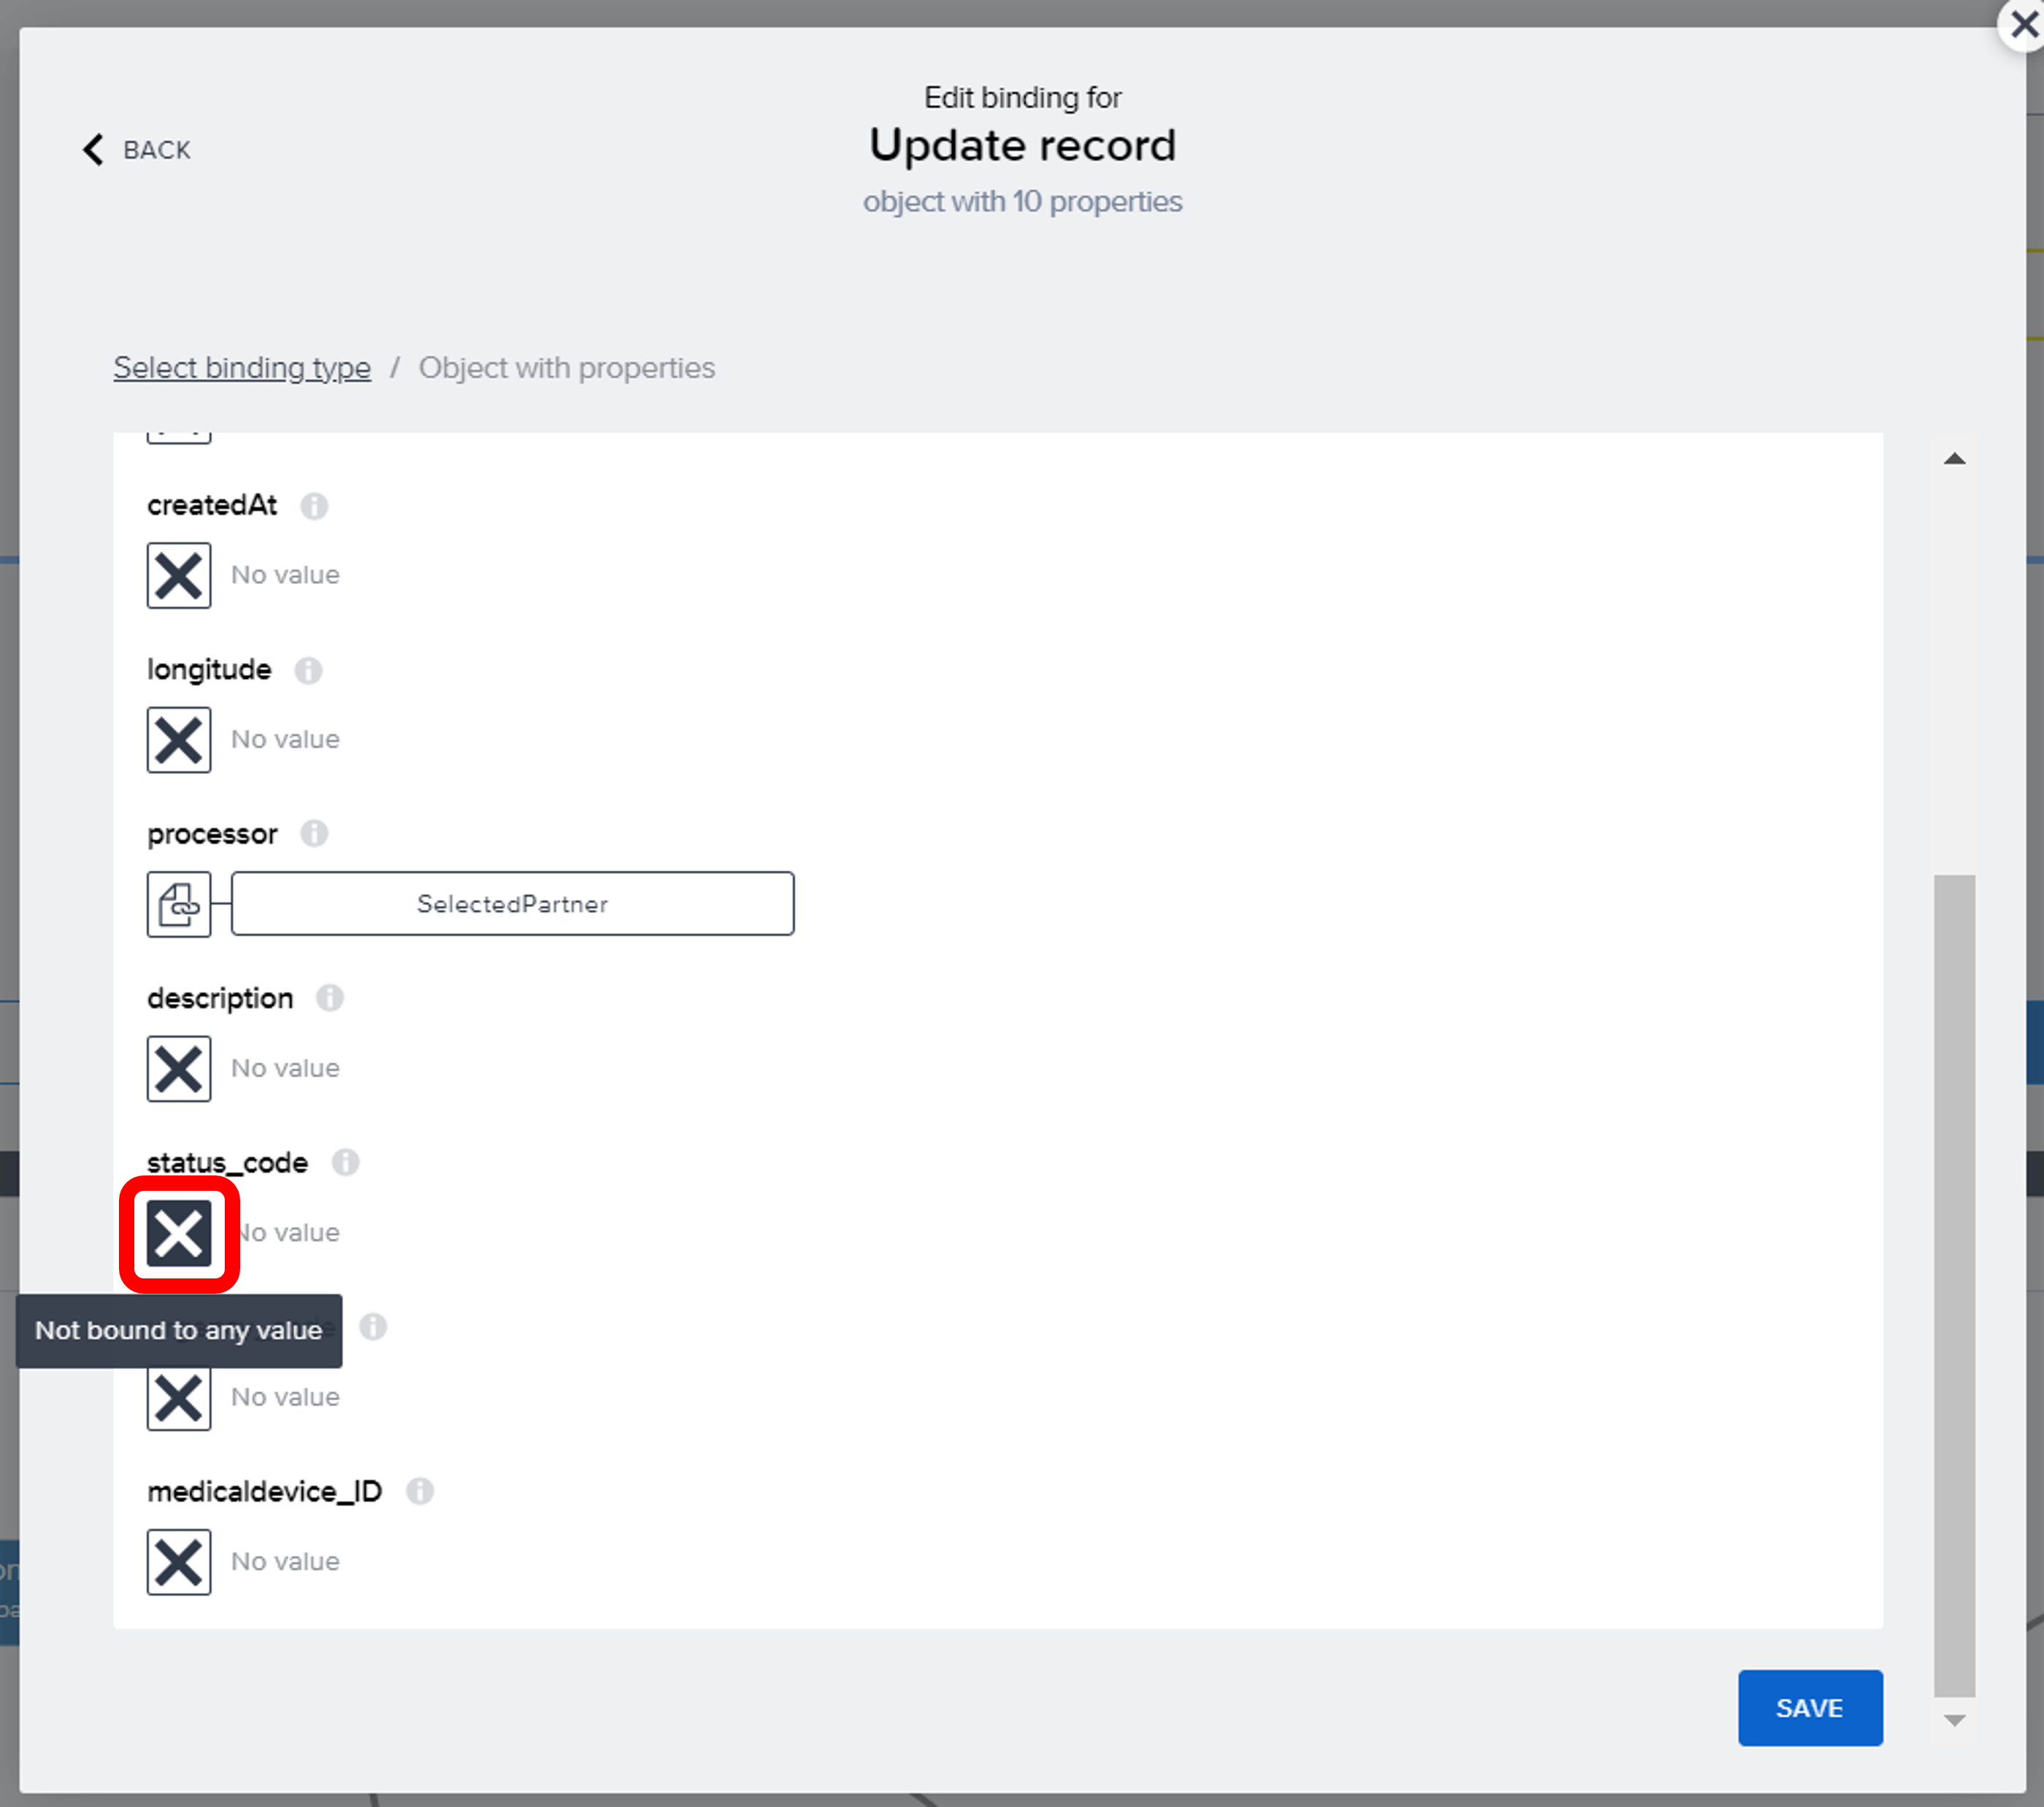 Edit binding for
BACK
Update record
object with 10 properties
Select binding type / Object with properties
createdAt
No value
longitude
No value
processor
SelectedPartner
description
No value
status_code
No value
Not bound to any value
No value
medicaldevice_ID
No value
SAVE